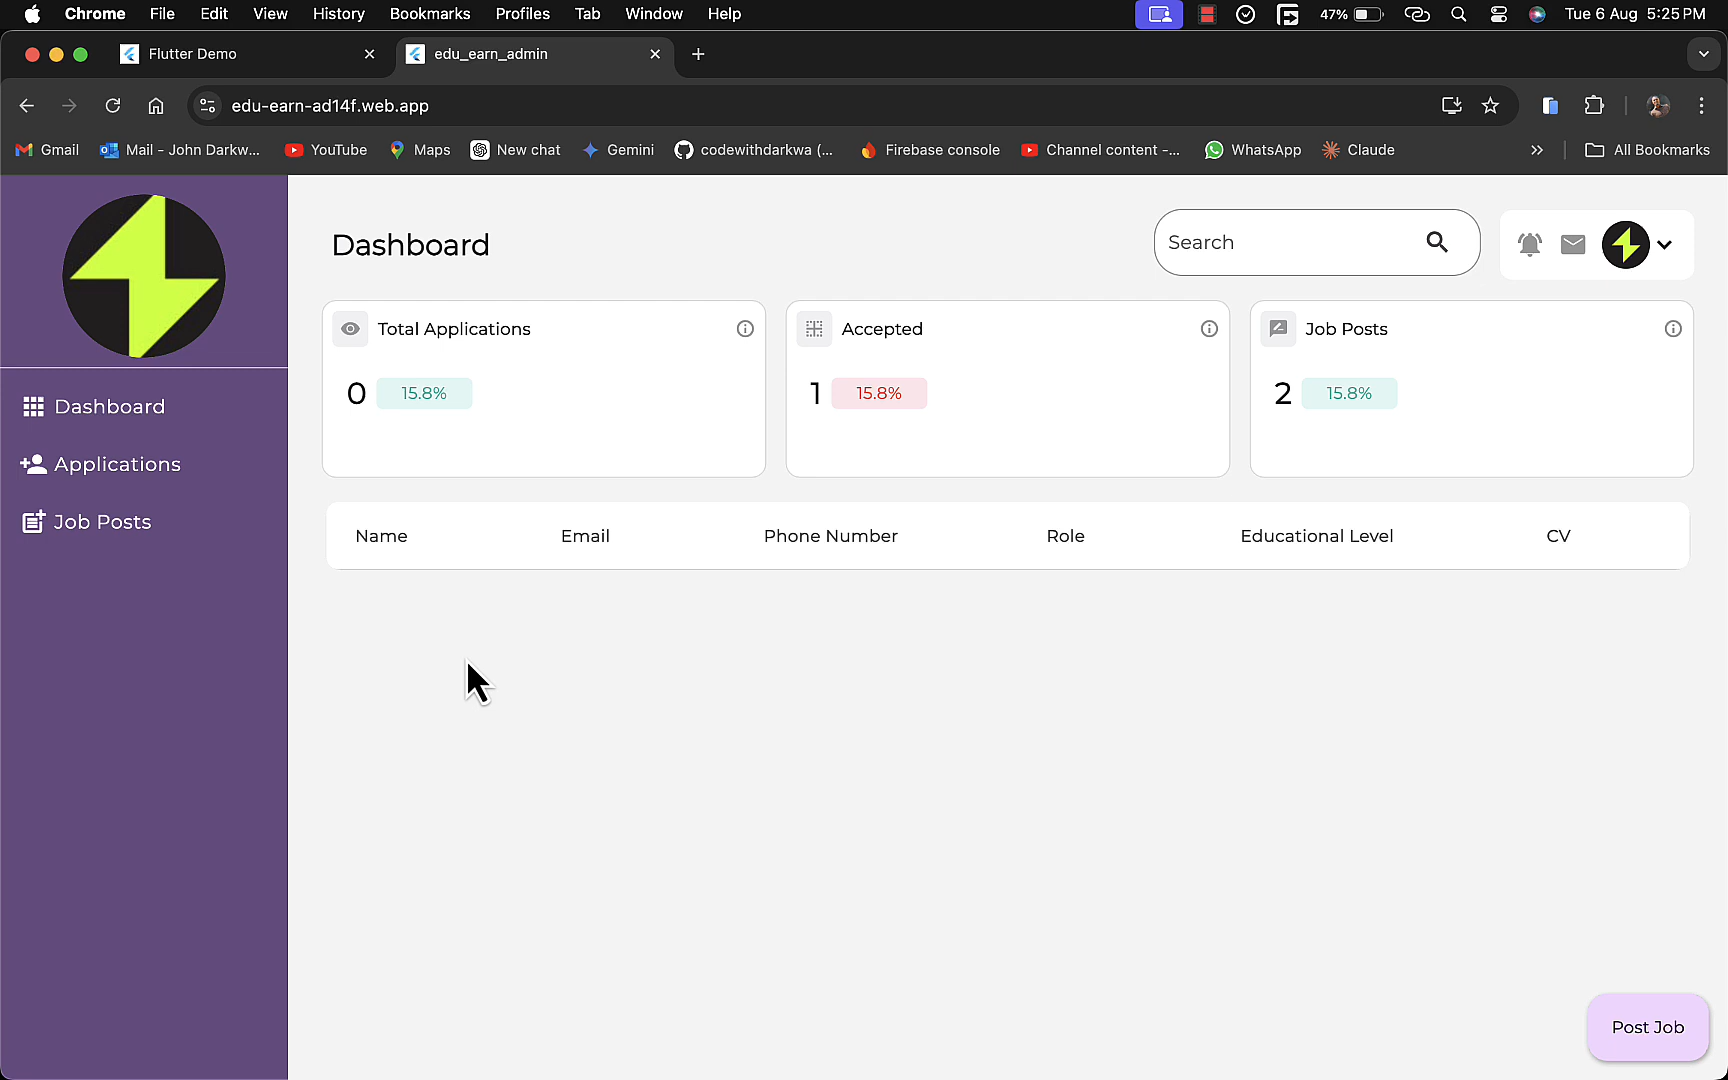 Chrome File Edit View History Bookmarks Profiles Tab Window Help 47% Tue 6 Aug 5:25 PM
Flutter Demo edu_earn_admin
edu-earn-ad14f.web.app
Gmail Mail - John Darkw... YouTube Maps New chat Gemini codewithdarkwa (... Firebase console Channel content -... WhatsApp Claude All Bookmarks
Dashboard
Search
Dashboard
Applications
Job Posts
Total Applications
0 15.8%
Accepted
1 15.8%
Job Posts
2 15.8%
Name Email Phone Number Role Educational Level CV
Post Job